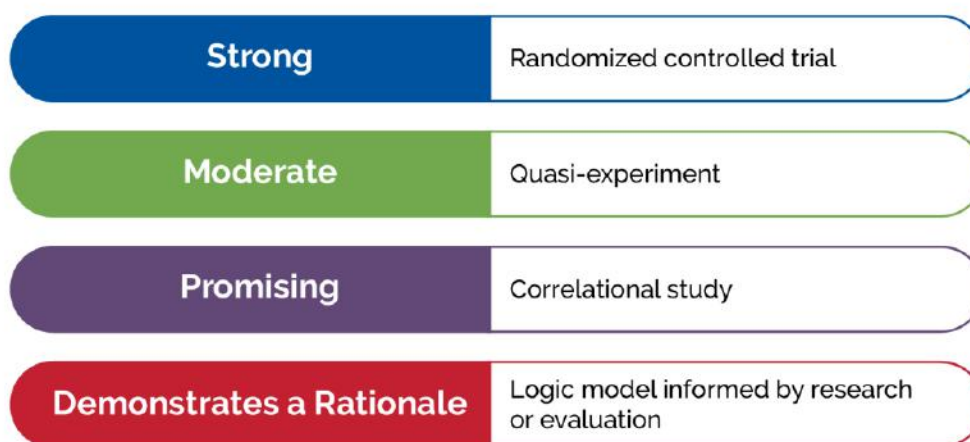 Strong
Randomized controlled trial
Moderate
Quasi-experiment
Promising
Correlational study
Demonstrates a Rationale
Logic model informed by research
or evaluation